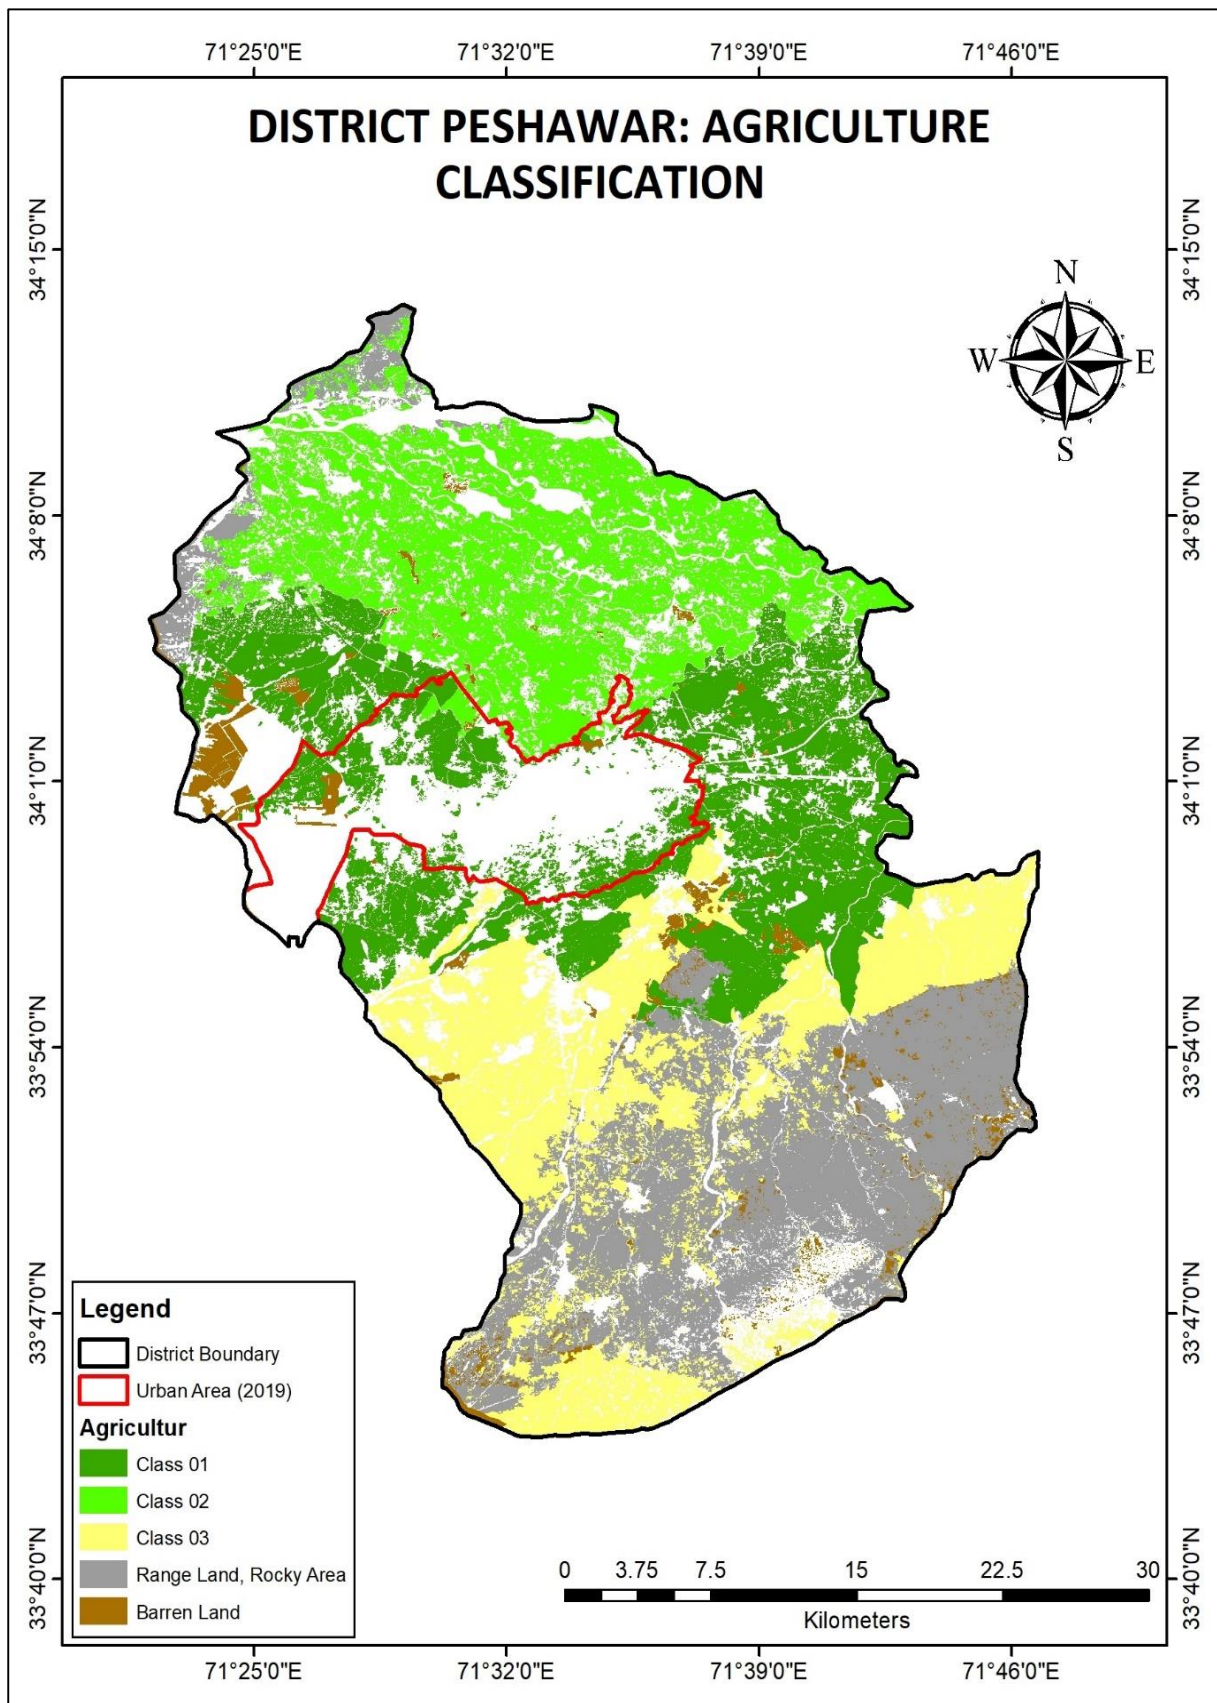 71°25'0"E 71°32'0"E 71°39'0"E 71°46'0"E
DISTRICT PESHAWAR: AGRICULTURE
CLASSIFICATION
34°15'0"N 34°15'0"N
N
W E
S
34°8'0"N 34°8'0"N
34°1'0"N 34°1'0"N
33°54'0"N 33°54'0"N
33°47'0"N 33°47'0"N
Legend
District Boundary
Urban Area (2019)
Agricultur
Class 01
Class 02
Class 03
Range Land, Rocky Area
Barren Land
0 3.75 7.5 15 22.5 30
Kilometers
33°40'0"N 33°40'0"N
71°25'0"E 71°32'0"E 71°39'0"E 71°46'0"E